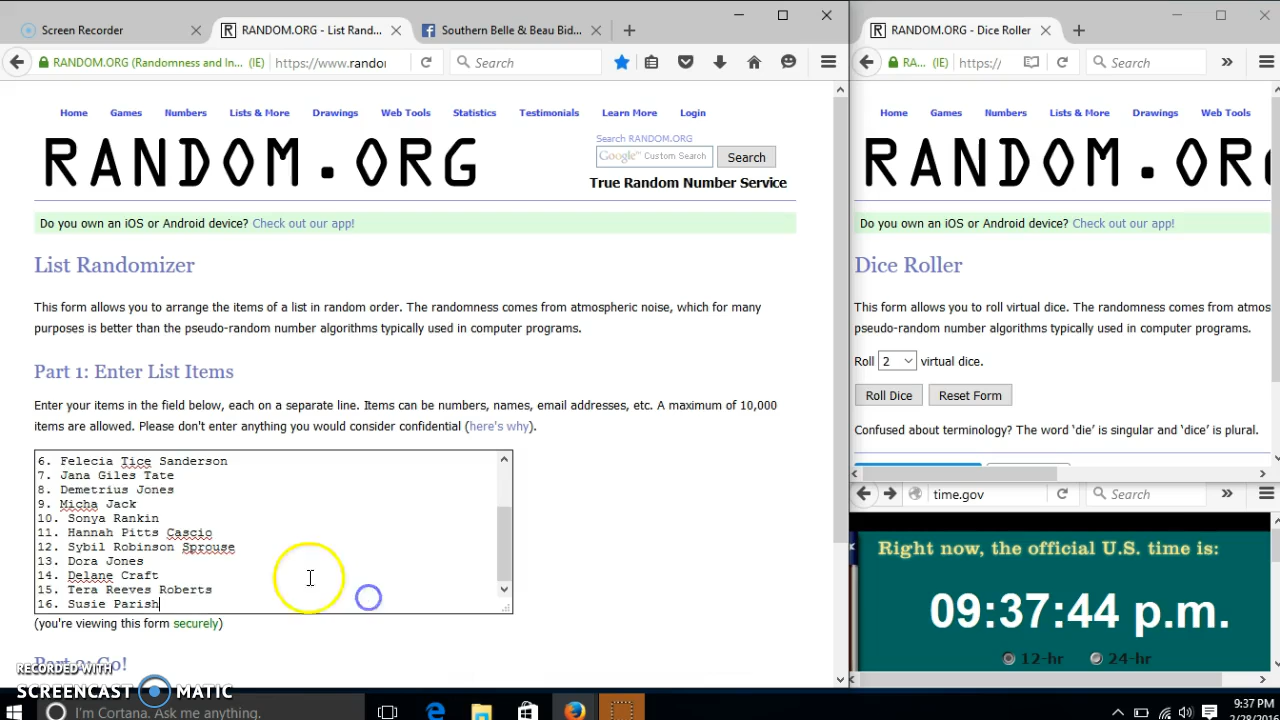 Screen Recorder
RANDOM.ORG - List Rand...
Southern Belle & Beau Bid...
RANDOM.ORG (Randomness and In... (IE)
https://www.rando
Search
Home Games Numbers Lists & More Drawings Web Tools Statistics Testimonials Learn More Login
RANDOM.ORG
Search RANDOM.ORG
Google™ Custom Search
Search
True Random Number Service
Do you own an iOS or Android device? Check out our app!
List Randomizer
This form allows you to arrange the items of a list in random order. The randomness comes from atmospheric noise, which for many
purposes is better than the pseudo-random number algorithms typically used in computer programs.
Part 1: Enter List Items
Enter your items in the field below, each on a separate line. Items can be numbers, names, email addresses, etc. A maximum of 10,000
items are allowed. Please don't enter anything you would consider confidential (here's why).
6. Felecia Tice Sanderson
7. Jana Giles Tate
8. Demetrius Jones
9. Micha Jack
10. Sonya Rankin
11. Hannah Pitts Cascio
12. Sybil Robinson Sprouse
13. Dora Jones
14. Delane Craft
15. Tera Reeves Roberts
16. Susie Parish
(you're viewing this form securely)
Go!
RECORDED WITH
SCREENCAST MATIC
I'm Cortana. Ask me anything.
RANDOM.ORG - Dice Roller
RA... (IE)
https://
Search
Home Games Numbers Lists & More Drawings Web Tools
RANDOM.OR
Do you own an iOS or Android device? Check out our app!
Dice Roller
This form allows you to roll virtual dice. The randomness comes from atmos
pseudo-random number algorithms typically used in computer programs.
Roll 2 virtual dice.
Roll Dice
Reset Form
Confused about terminology? The word ‘die’ is singular and ‘dice’ is plural.
time.gov
Search
Right now, the official U.S. time is:
09:37:44 p.m.
12-hr 24-hr
9:37 PM
2/28/2016